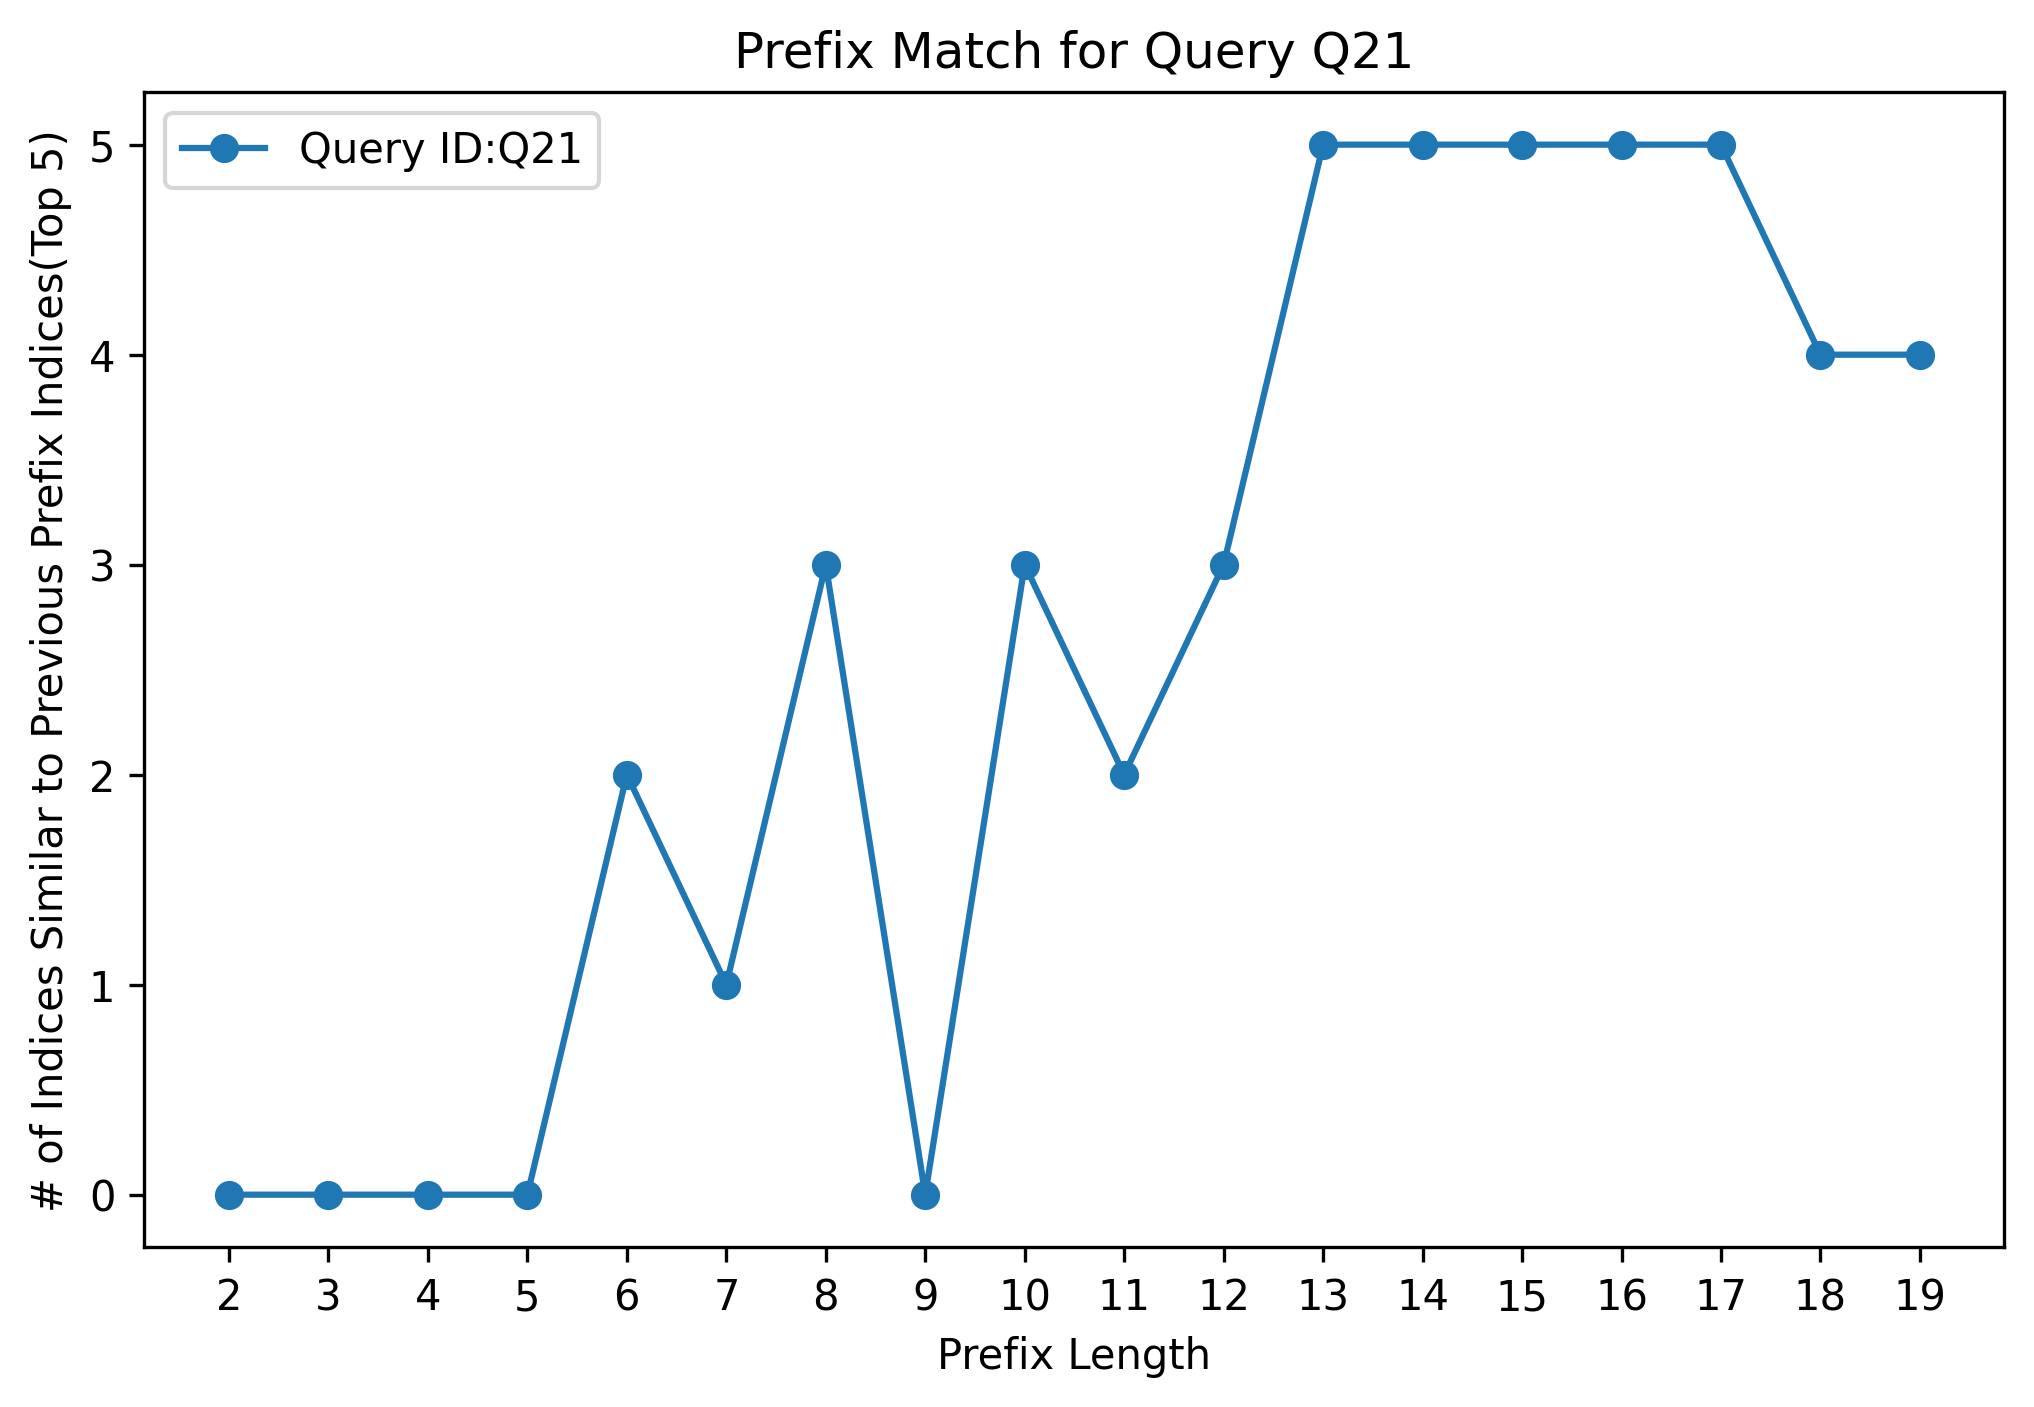 Prefix Match for Query Q21
Query ID:Q21
# of Indices Similar to Previous Prefix Indices(Top 5)
5
4
3
2
1
0
2 3 4 5 6 7 8 9 10 11 12 13 14 15 16 17 18 19
Prefix Length